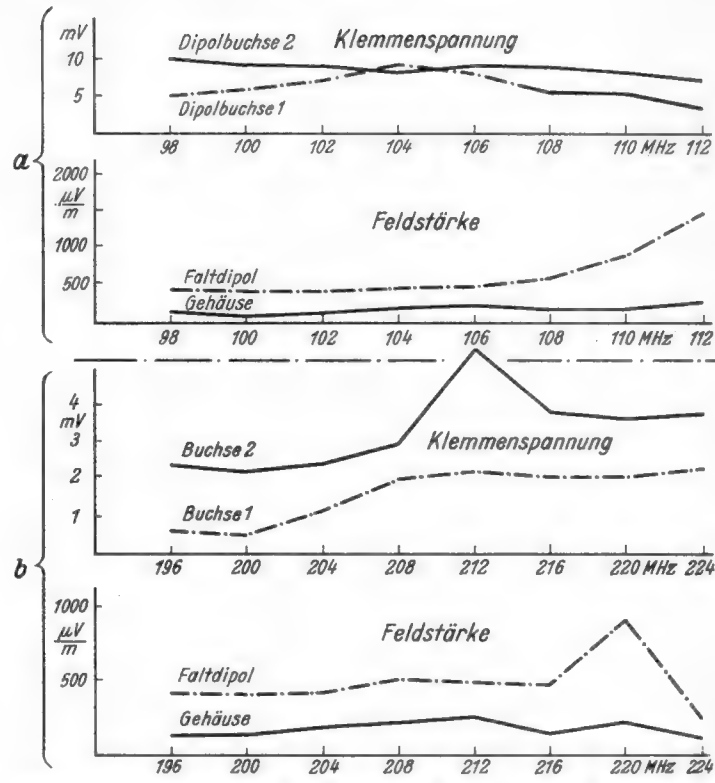 mV
Dipolbuchse 2
Klemmenspannung
10
5
Dipolbuchse 1
98 100 102 104 106 108 110 MHz 112
a
2000
µV
m
Feldstärke
1000
Faltdipol
500
Gehäuse
98 100 102 104 106 108 110 MHz 112
4
mV
3
Buchse 2
Klemmenspannung
2
Buchse 1
1
196 200 204 208 212 216 220 MHz 224
b
1000
µV
m
Feldstärke
Faltdipol
500
Gehäuse
196 200 204 208 212 216 220 MHz 224